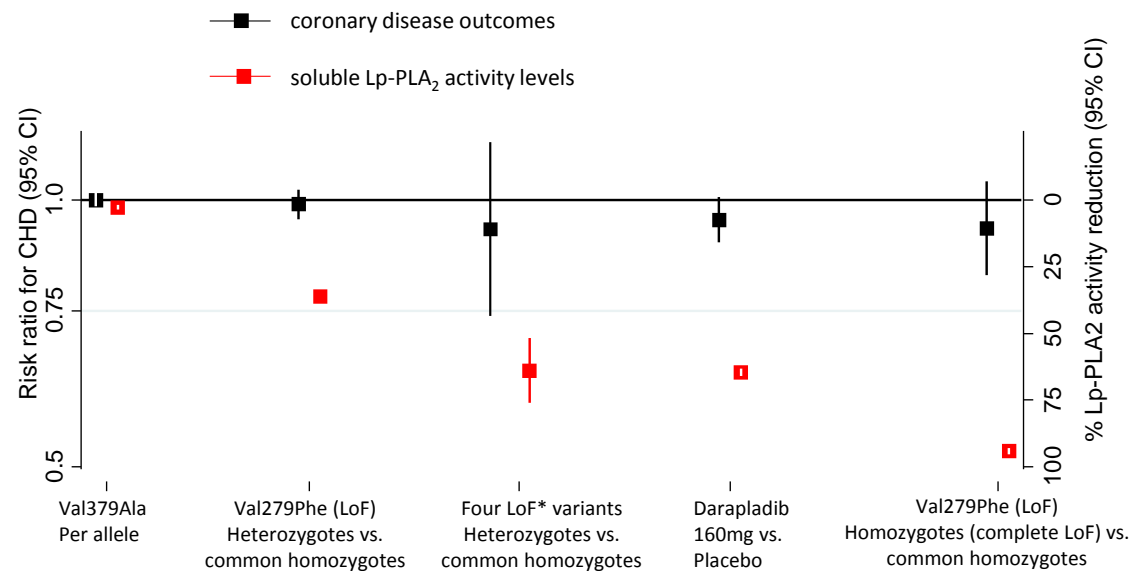 coronary disease outcomes
soluble Lp-PLA₂ activity levels
Risk ratio for CHD (95% CI)
1.0
0.75
0.5
0
25
50
75
100
% Lp-PLA2 activity reduction (95% CI)
Val379Ala
Per allele
Val279Phe (LoF)
Heterozygotes vs.
common homozygotes
Four LoF* variants
Heterozygotes vs.
common homozygotes
Darapladib
160mg vs.
Placebo
Val279Phe (LoF)
Homozygotes (complete LoF) vs.
common homozygotes